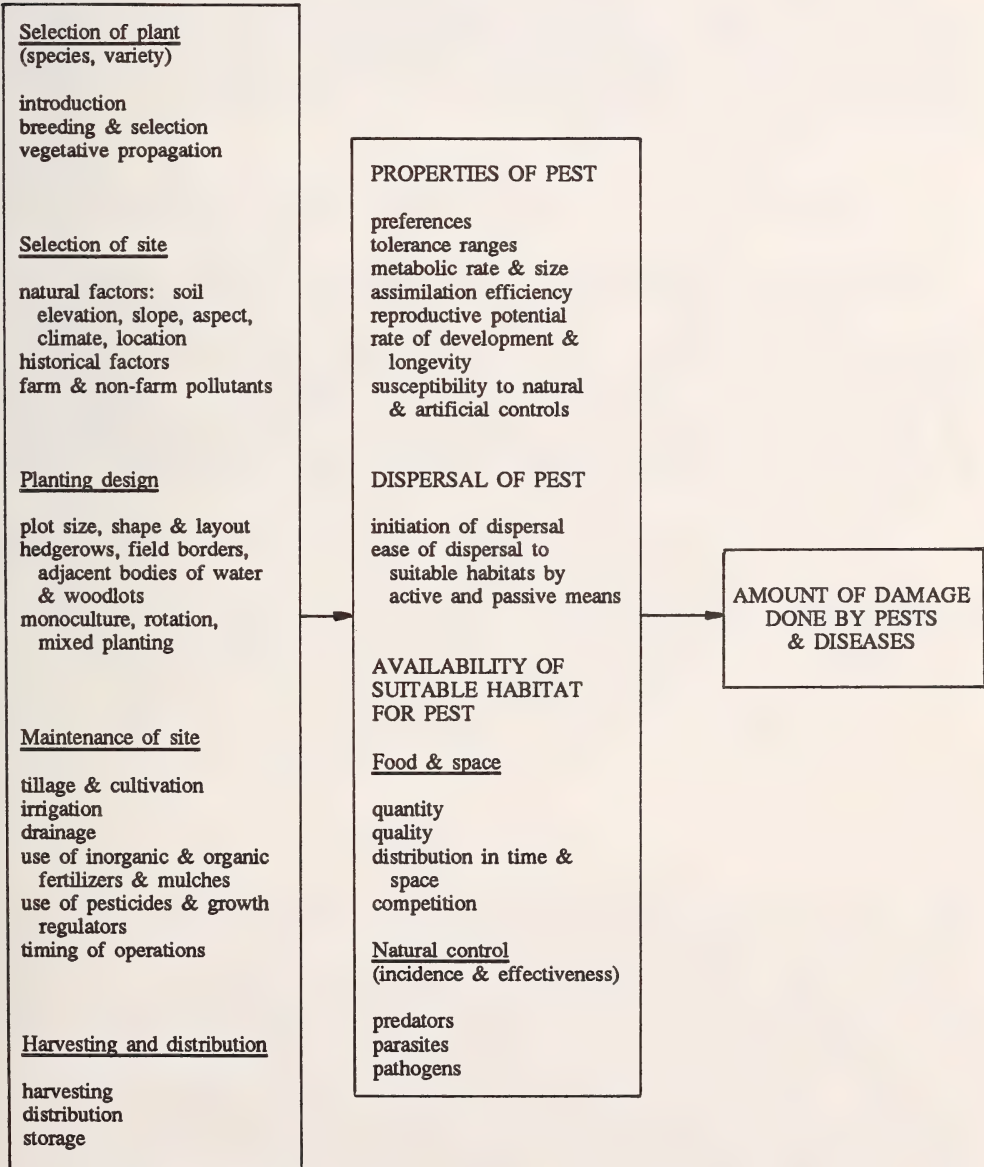 Selection of plant
(species, variety)
introduction
breeding & selection
vegetative propagation
Selection of site
natural factors: soil
elevation, slope, aspect,
climate, location
historical factors
farm & non-farm pollutants
Planting design
plot size, shape & layout
hedgerows, field borders,
adjacent bodies of water
& woodlots
monoculture, rotation,
mixed planting
Maintenance of site
tillage & cultivation
irrigation
drainage
use of inorganic & organic
fertilizers & mulches
use of pesticides & growth
regulators
timing of operations
Harvesting and distribution
harvesting
distribution
storage
PROPERTIES OF PEST
preferences
tolerance ranges
metabolic rate & size
assimilation efficiency
reproductive potential
rate of development &
longevity
susceptibility to natural
& artificial controls
DISPERSAL OF PEST
initiation of dispersal
ease of dispersal to
suitable habitats by
active and passive means
AVAILABILITY OF
SUITABLE HABITAT
FOR PEST
Food & space
quantity
quality
distribution in time &
space
competition
Natural control
(incidence & effectiveness)
predators
parasites
pathogens
AMOUNT OF DAMAGE
DONE BY PESTS
& DISEASES